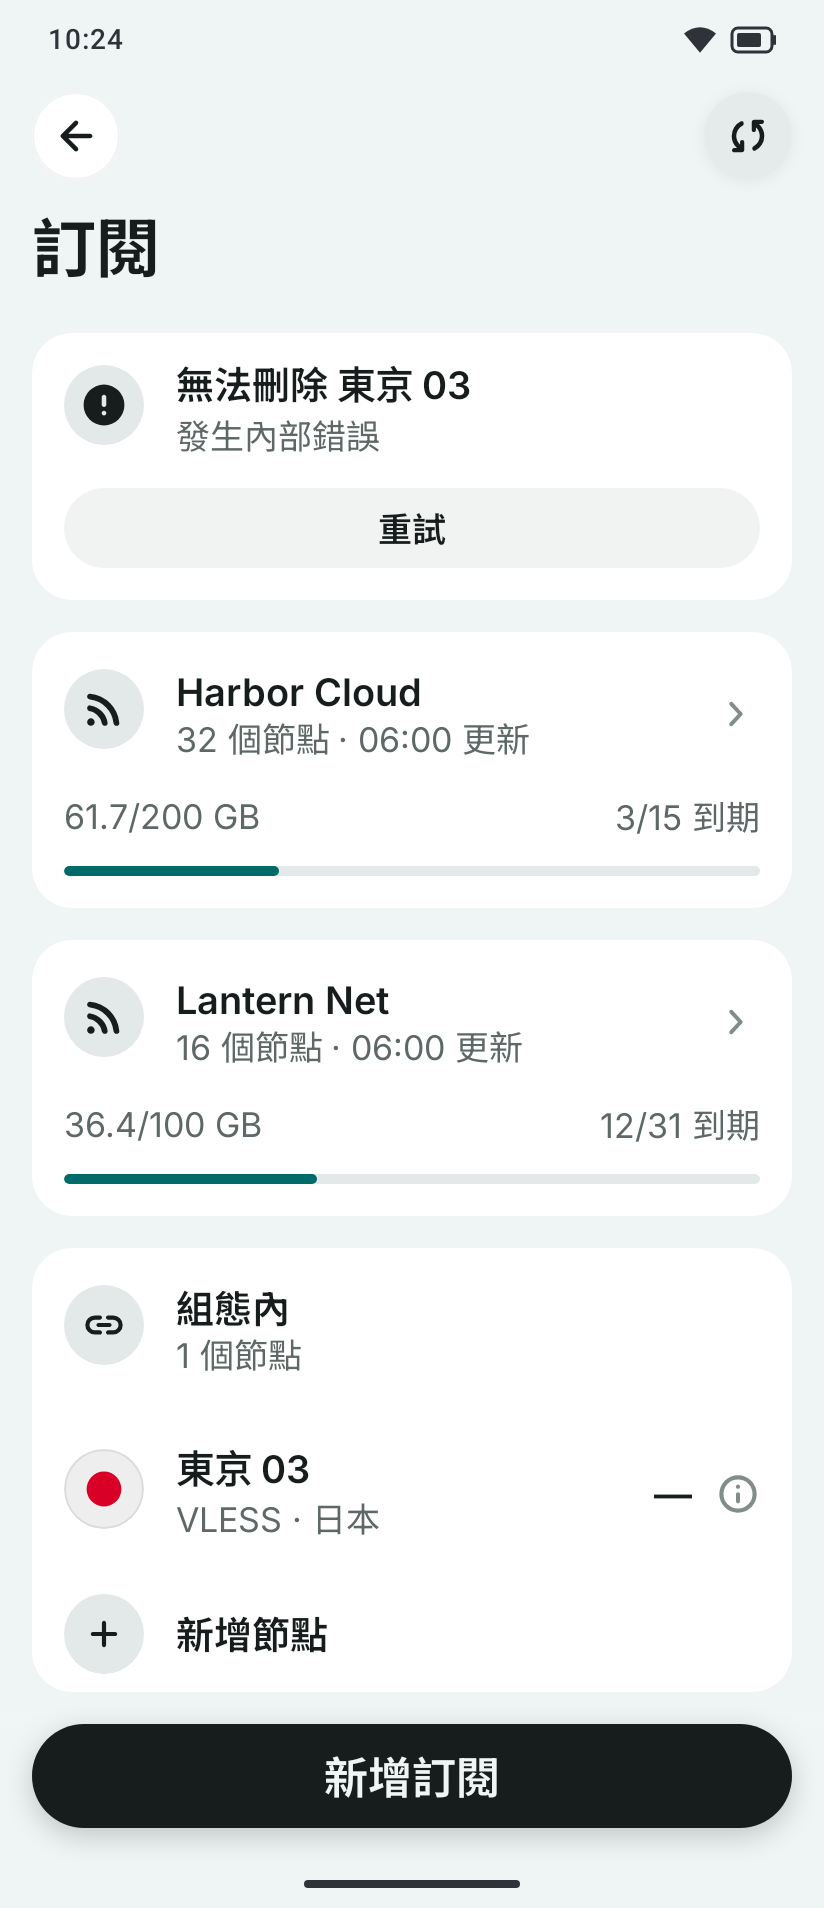 10:24
訂閱
無法刪除 東京 03
發生內部錯誤
重試
Harbor Cloud
32 個節點 · 06:00 更新
61.7/200 GB
3/15 到期
Lantern Net
16 個節點 · 06:00 更新
36.4/100 GB
12/31 到期
組態內
1 個節點
東京 03
VLESS · 日本
—
新增節點
新增訂閱